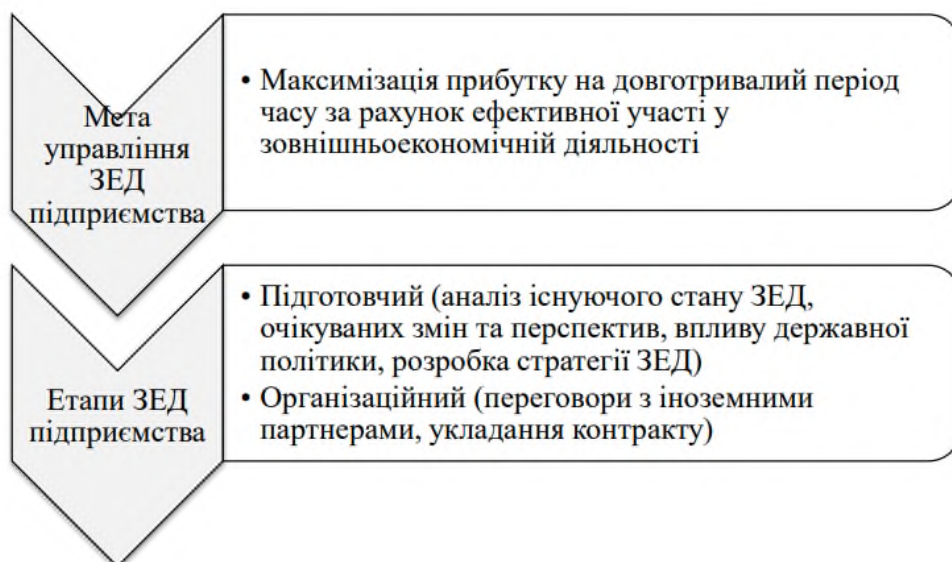 Мета
управління
ЗЕД
підприємства
• Максимізація прибутку на довготривалий період
часу за рахунок ефективної участі у
зовнішньоекономічній діяльності
Етапи ЗЕД
підприємства
• Підготовчий (аналіз існуючого стану ЗЕД,
очікуваних змін та перспектив, впливу державної
політики, розробка стратегії ЗЕД)
• Організаційний (переговори з іноземними
партнерами, укладання контракту)